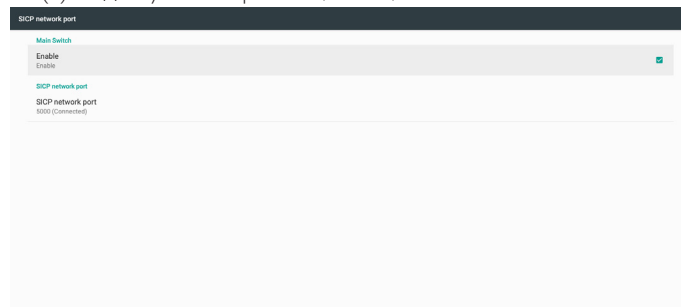 SICP network port
Main Switch
Enable
Enable
SICP network port
SICP network port
5000 (Connected)